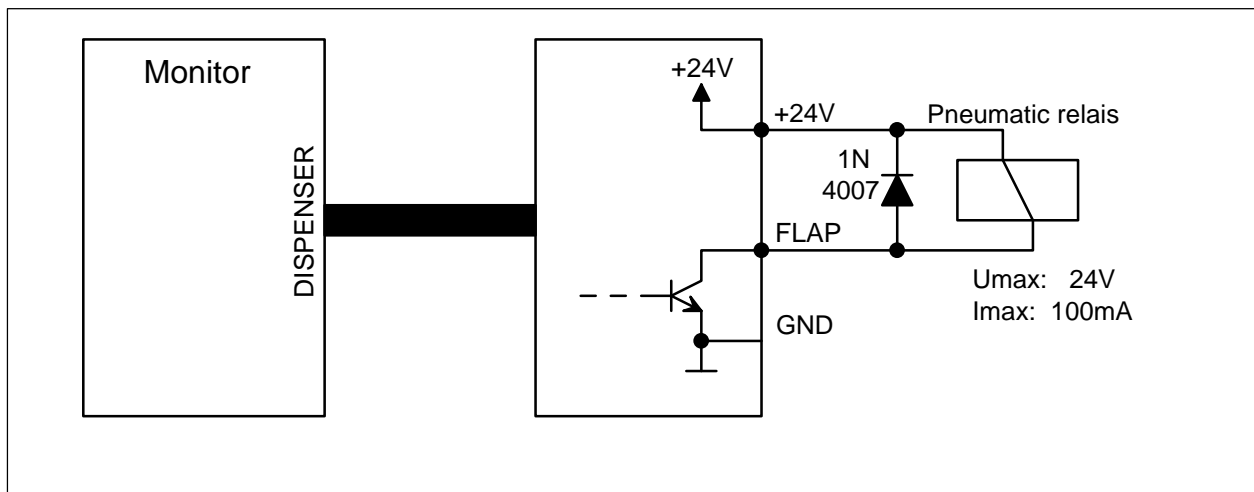 Monitor
DISPENSER
+24V
+24V
Pneumatic relais
1N
4007
FLAP
GND
Umax: 24V
Imax: 100mA